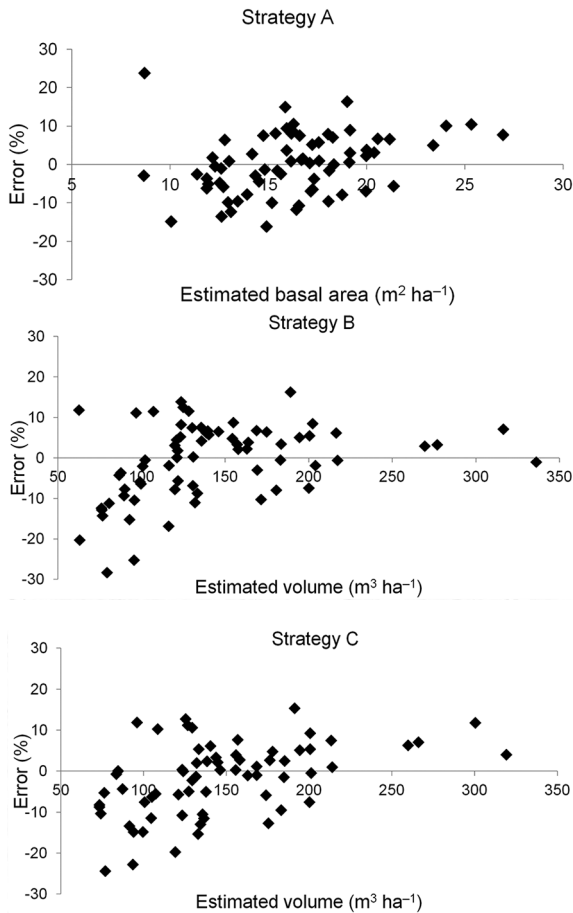 Strategy A
30
20
10
0
-10
-20
-30
5 10 15 20 25 30
Error (%)
Estimated basal area (m² ha⁻¹)
Strategy B
30
20
10
0
-10
-20
-30
50 100 150 200 250 300 350
Error (%)
Estimated volume (m³ ha⁻¹)
Strategy C
30
20
10
0
-10
-20
-30
50 100 150 200 250 300 350
Error (%)
Estimated volume (m³ ha⁻¹)